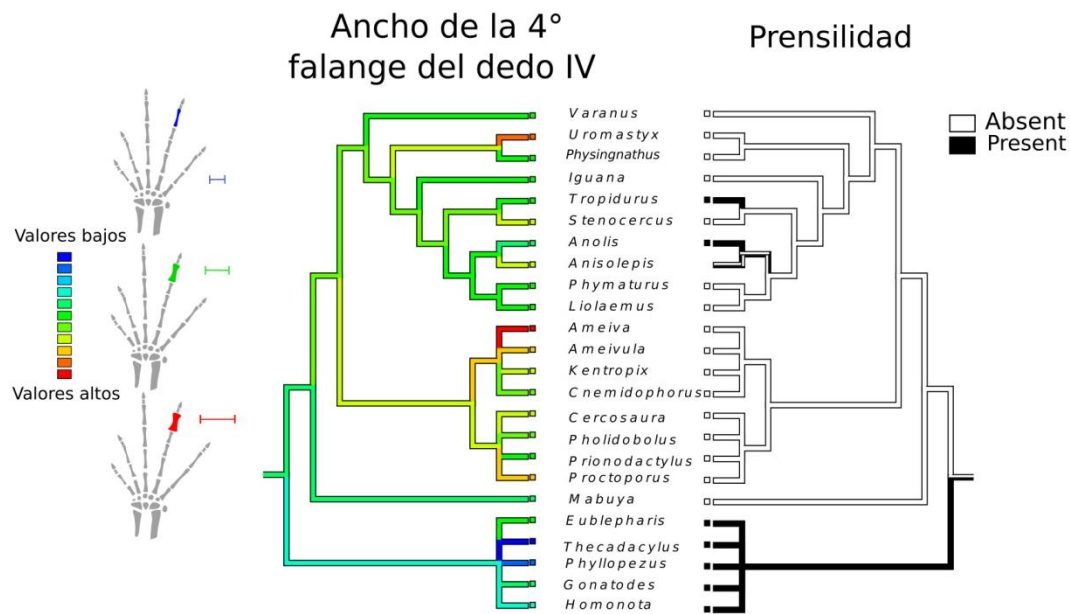 Ancho de la 4°
falange del dedo IV
Prensilidad
Absent
Present
Valores bajos
Valores altos
Varanus
Uromastyx
Physingnathus
Iguana
Tropidurus
Stenocercus
Anolis
Anisolepis
Phymaturus
Liolaemus
Ameiva
Ameivula
Kentropix
Cnemidophorus
Cercosaura
Pholidobolus
Prionodactylus
Proctoporus
Mabuya
Eublepharis
Thecadacylus
Phyllopezus
Gonatodes
Homonota